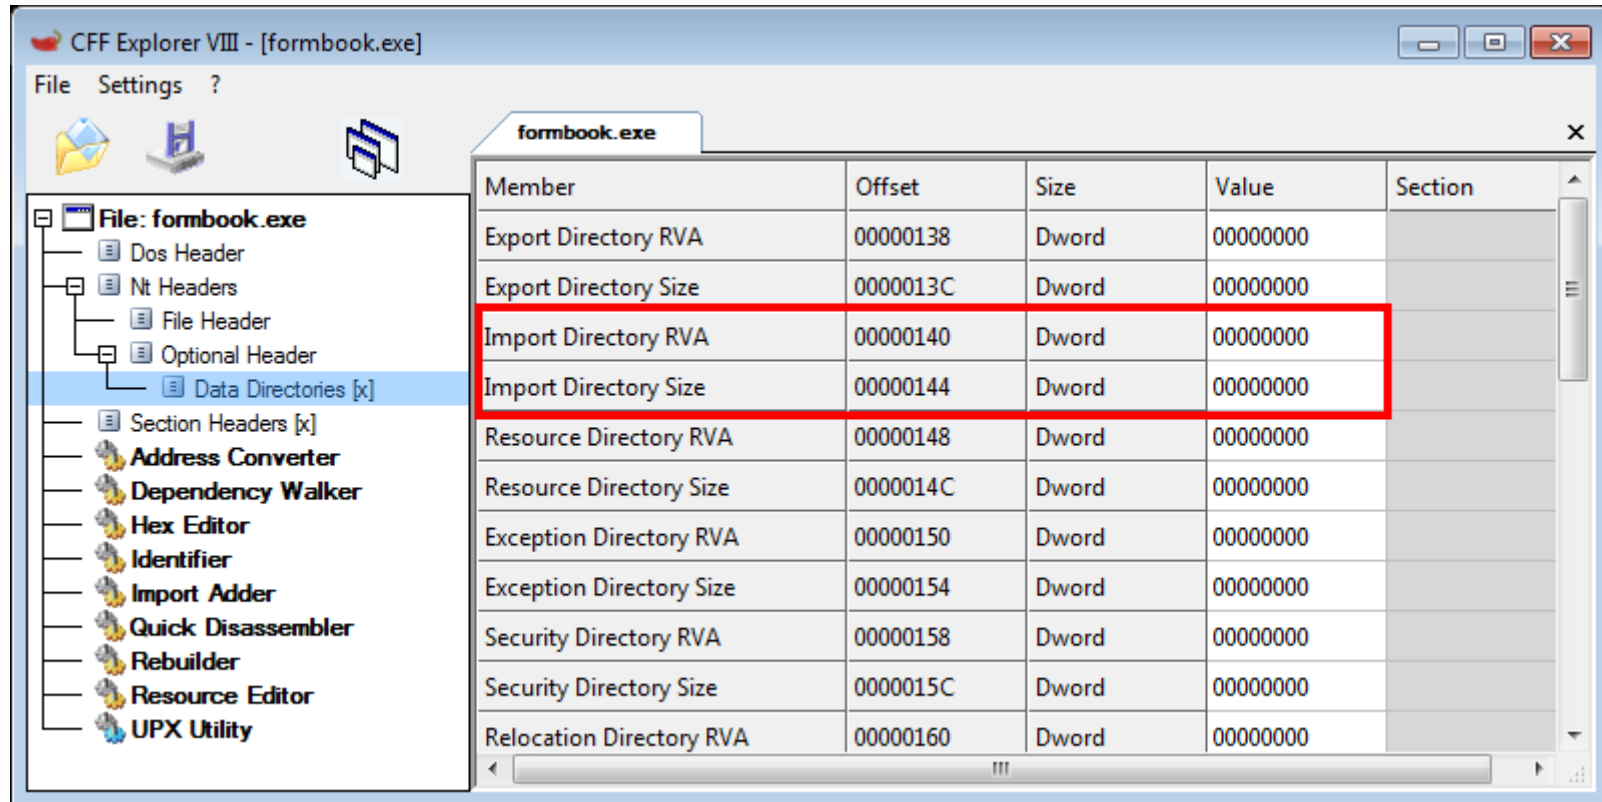 CFF Explorer VIII - [formbook.exe]
File Settings ?
formbook.exe
File: formbook.exe
Dos Header
Nt Headers
File Header
Optional Header
Data Directories [x]
Section Headers [x]
Address Converter
Dependency Walker
Hex Editor
Identifier
Import Adder
Quick Disassembler
Rebuilder
Resource Editor
UPX Utility
Member Offset Size Value Section
Export Directory RVA 00000138 Dword 00000000
Export Directory Size 0000013C Dword 00000000
Import Directory RVA 00000140 Dword 00000000
Import Directory Size 00000144 Dword 00000000
Resource Directory RVA 00000148 Dword 00000000
Resource Directory Size 0000014C Dword 00000000
Exception Directory RVA 00000150 Dword 00000000
Exception Directory Size 00000154 Dword 00000000
Security Directory RVA 00000158 Dword 00000000
Security Directory Size 0000015C Dword 00000000
Relocation Directory RVA 00000160 Dword 00000000